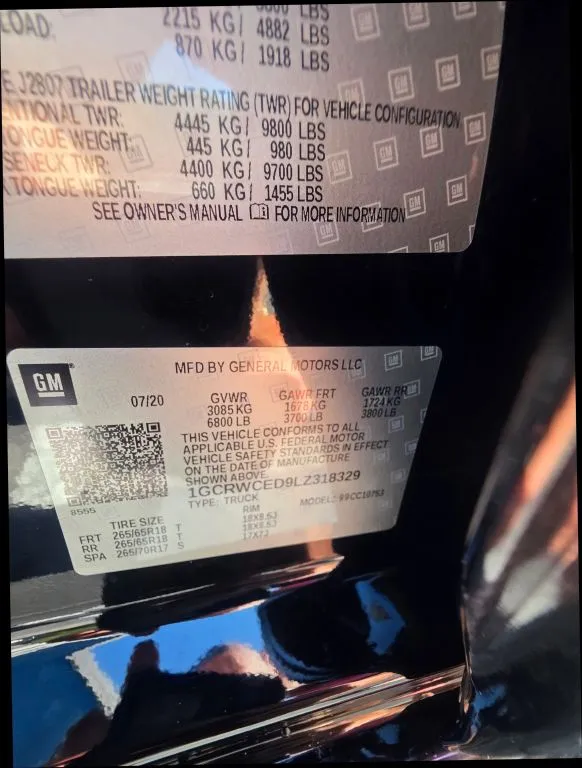 6800 LBS
LOAD: 2215 KG/ 4882 LBS
870 KG/ 1918 LBS
E J2807 TRAILER WEIGHT RATING (TWR) FOR VEHICLE CONFIGURATION
NTIONAL TWR: 4445 KG/ 9800 LBS
TONGUE WEIGHT: 445 KG/ 980 LBS
SENECK TWR: 4400 KG/ 9700 LBS
TONGUE WEIGHT: 660 KG/ 1455 LBS
SEE OWNER'S MANUAL FOR MORE INFORMATION
GM
MFD BY GENERAL MOTORS LLC
07/20
GVWR GAWR FRT GAWR RR
3085 KG 1678 KG 1724 KG
6800 LB 3700 LB 3800 LB
THIS VEHICLE CONFORMS TO ALL
APPLICABLE U.S. FEDERAL MOTOR
VEHICLE SAFETY STANDARDS IN EFFECT
ON THE DATE OF MANUFACTURE
SHOWN ABOVE.
1GCRWCED9LZ318329
TYPE: TRUCK MODEL: 99CC10753
8555
TIRE SIZE RIM
FRT 265/65R18 T 18X8.5J
RR 265/65R18 T 18X8.5J
SPA 265/70R17 S 17X7J